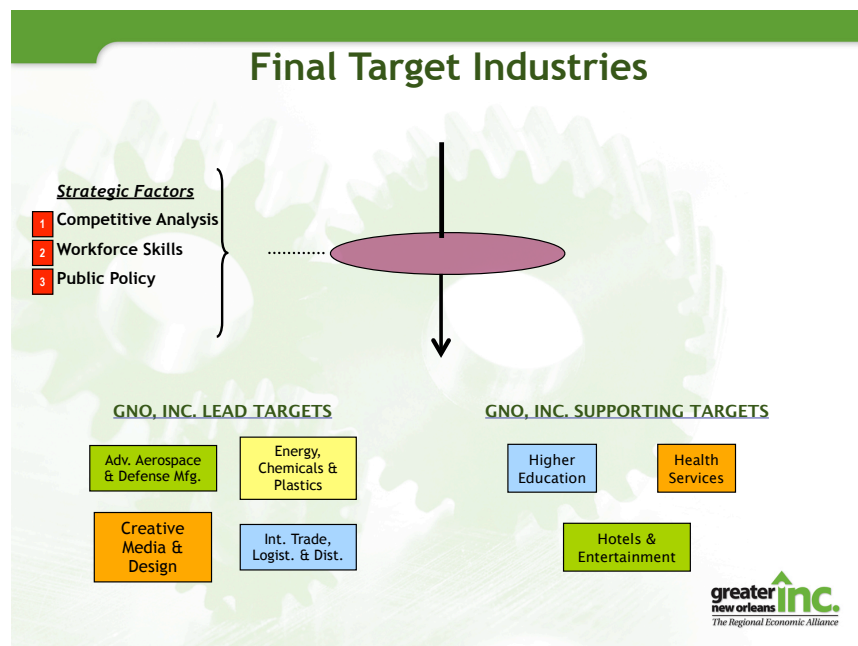 Final Target Industries
Strategic Factors
1 Competitive Analysis
2 Workforce Skills
3 Public Policy
GNO, INC. LEAD TARGETS
Adv. Aerospace
& Defense Mfg.
Energy,
Chemicals &
Plastics
Creative
Media &
Design
Int. Trade,
Logist. & Dist.
GNO, INC. SUPPORTING TARGETS
Higher
Education
Health
Services
Hotels &
Entertainment
greater inc.
new orleans
The Regional Economic Alliance